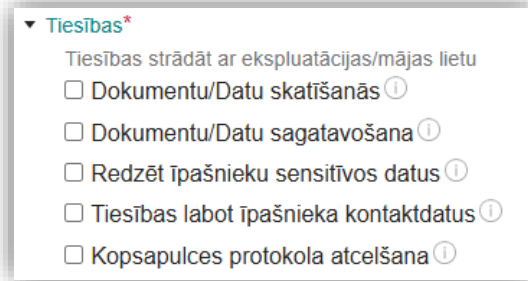 Tiesības*
Tiesības strādāt ar ekspluatācijas/mājas lietu
Dokumentu/Datu skatīšanās
Dokumentu/Datu sagatavošana
Redzēt īpašnieku sensitīvos datus
Tiesības labot īpašnieka kontaktdatus
Kopsapulces protokola atcelšana